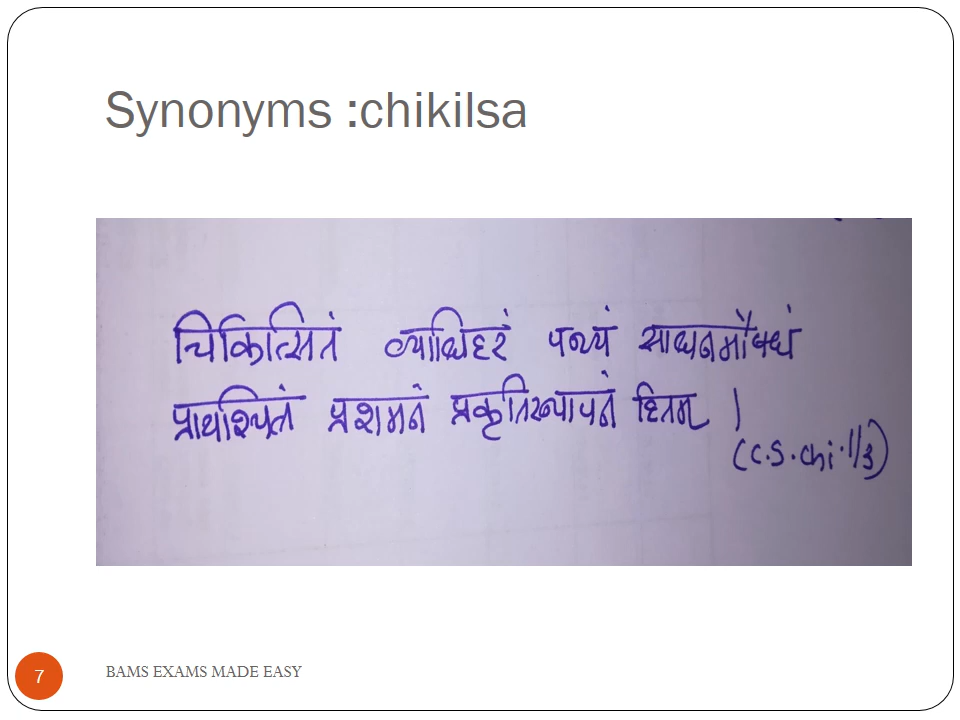 Synonyms :chikilsa
चिकित्सितं व्याधिहरं पथ्यं साधनमौषधं
प्रायश्चित्तं प्रशमनं प्रकृतिस्थापनं हितम् ।
(C.S.chi.1/3)
7
BAMS EXAMS MADE EASY